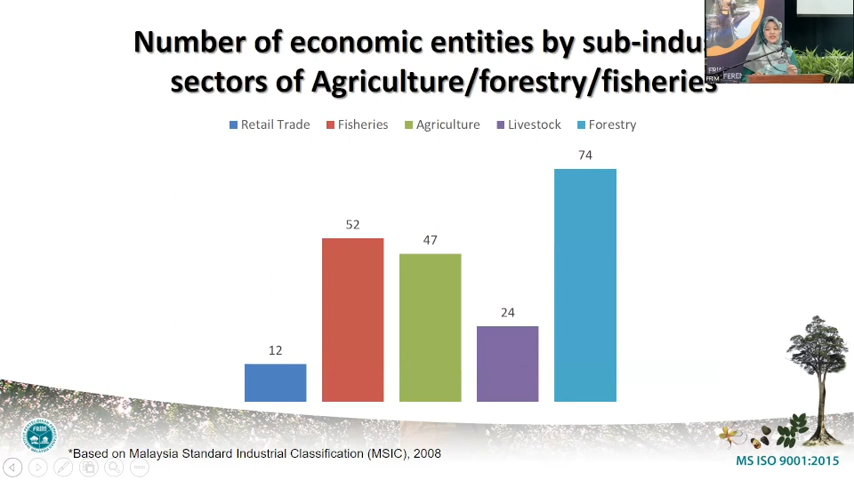 Number of economic entities by sub-indu
sectors of Agriculture/forestry/fisheries
Retail Trade Fisheries Agriculture Livestock Forestry
74
52
47
24
12
FRIM
*Based on Malaysia Standard Industrial Classification (MSIC), 2008
MS ISO 9001:2015